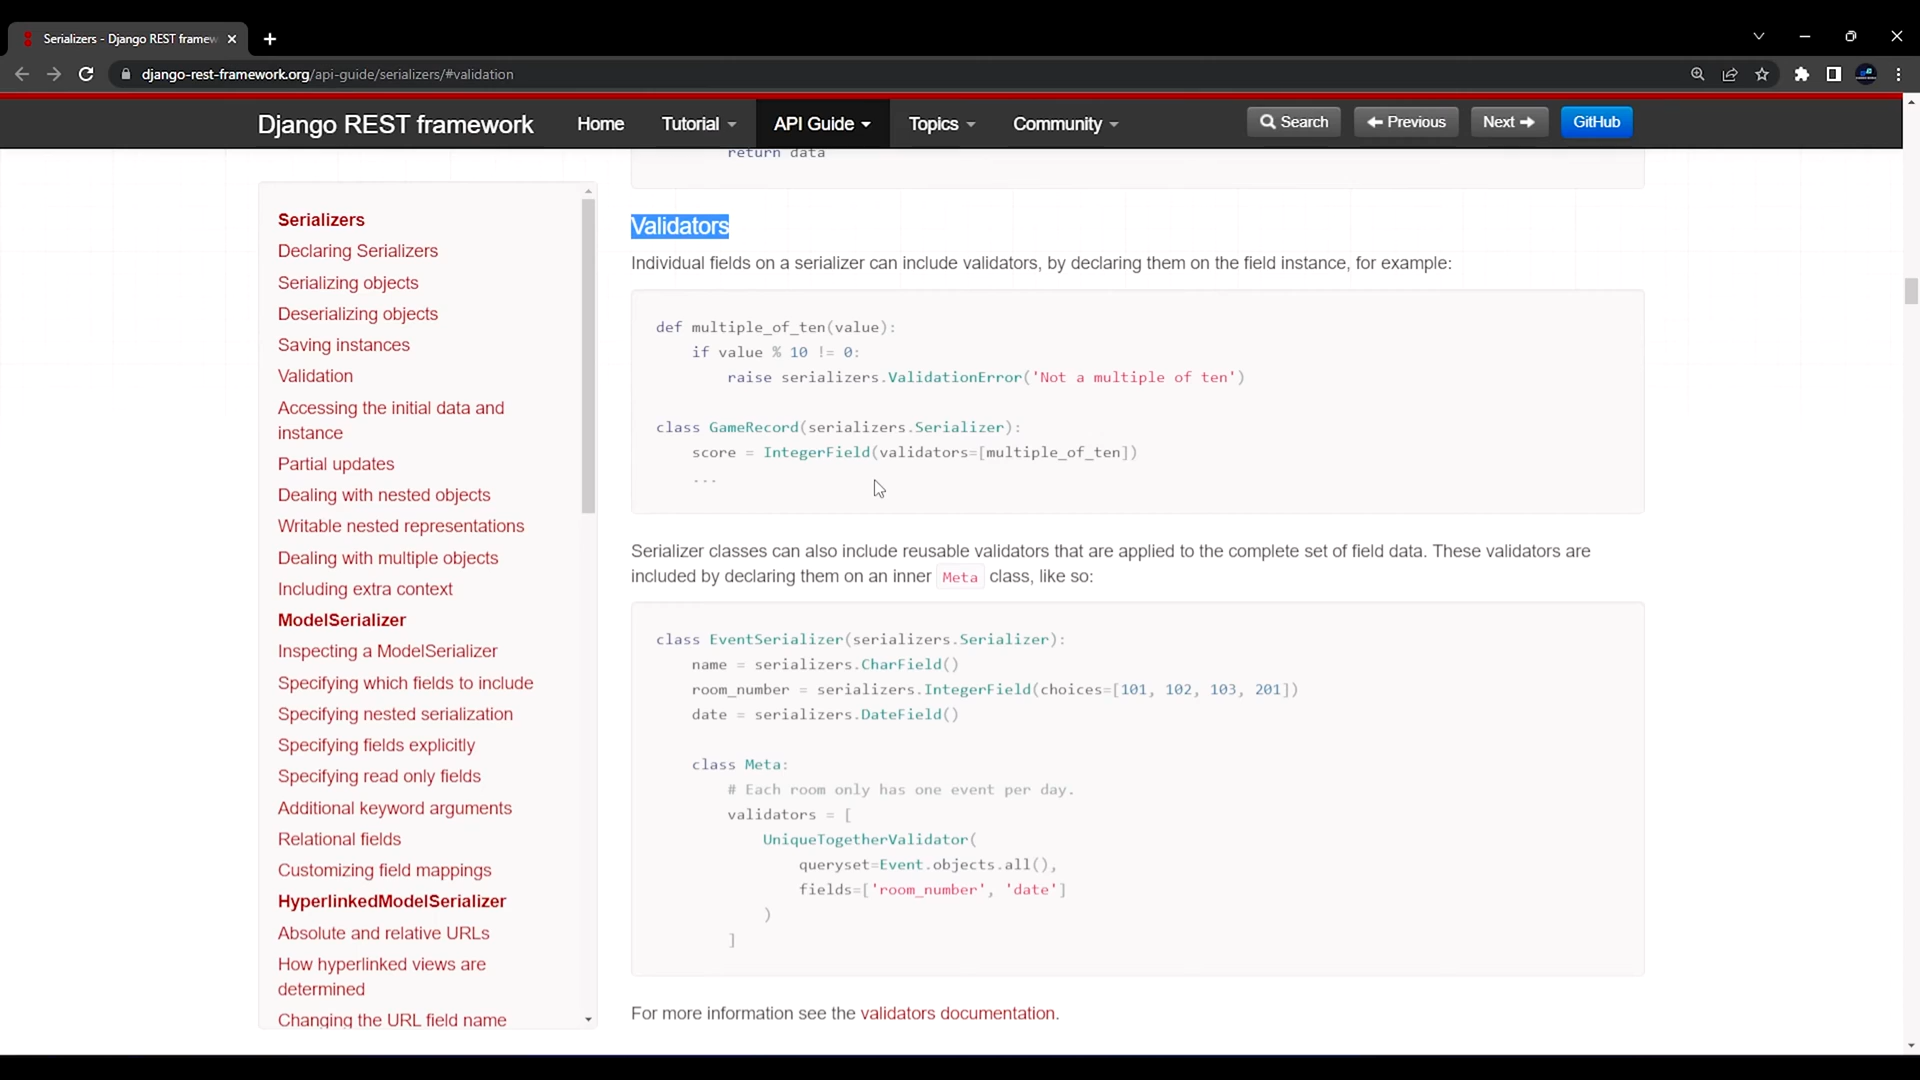 Serializers - Django REST framew
django-rest-framework.org/api-guide/serializers/#validation
Django REST framework
Home
Tutorial
API Guide
Topics
Community
Search
Previous
Next
GitHub
Serializers
Declaring Serializers
Serializing objects
Deserializing objects
Saving instances
Validation
Accessing the initial data and
instance
Partial updates
Dealing with nested objects
Writable nested representations
Dealing with multiple objects
Including extra context
ModelSerializer
Inspecting a ModelSerializer
Specifying which fields to include
Specifying nested serialization
Specifying fields explicitly
Specifying read only fields
Additional keyword arguments
Relational fields
Customizing field mappings
HyperlinkedModelSerializer
Absolute and relative URLs
How hyperlinked views are
determined
Changing the URL field name
return data
Validators
Individual fields on a serializer can include validators, by declaring them on the field instance, for example:
def multiple_of_ten(value):
if value % 10 != 0:
raise serializers.ValidationError('Not a multiple of ten')
class GameRecord(serializers.Serializer):
score = IntegerField(validators=[multiple_of_ten])
...
Serializer classes can also include reusable validators that are applied to the complete set of field data. These validators are
included by declaring them on an inner Meta class, like so:
class EventSerializer(serializers.Serializer):
name = serializers.CharField()
room_number = serializers.IntegerField(choices=[101, 102, 103, 201])
date = serializers.DateField()
class Meta:
# Each room only has one event per day.
validators = [
UniqueTogetherValidator(
queryset=Event.objects.all(),
fields=['room_number', 'date']
)
]
For more information see the validators documentation.